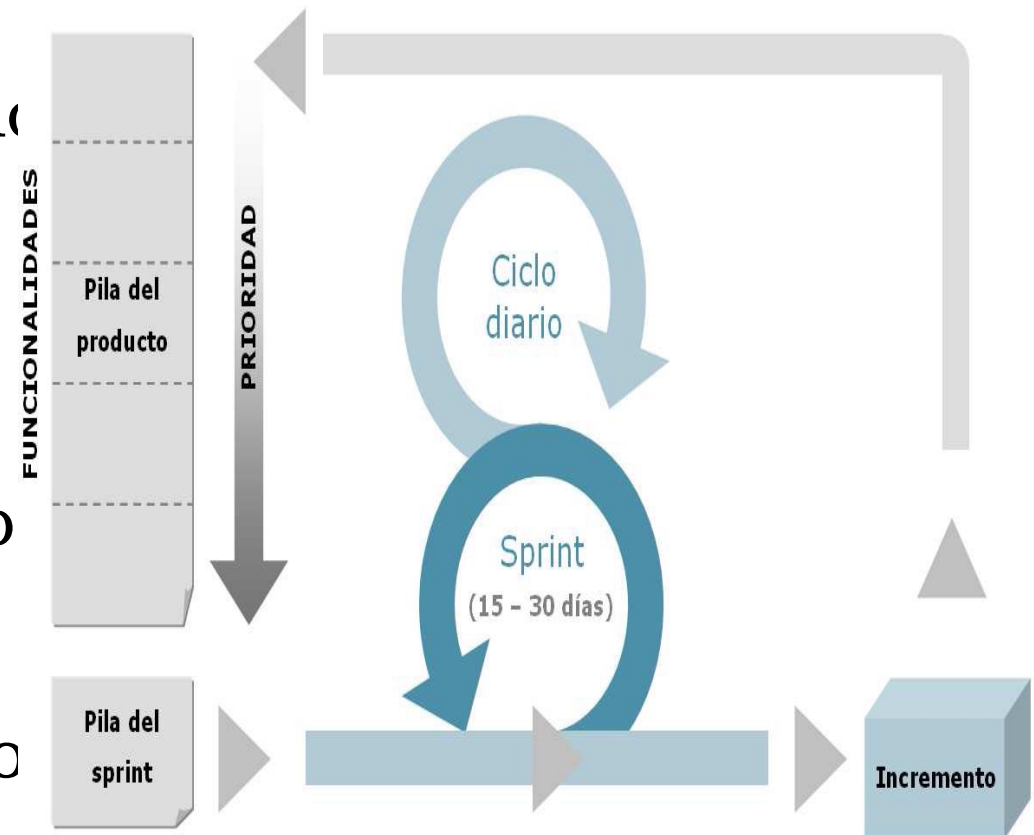 FUNCIONALIDADES
Pila del
producto
PRIORIDAD
Ciclo
diario
Sprint
(15 – 30 días)
Pila del
sprint
Incremento